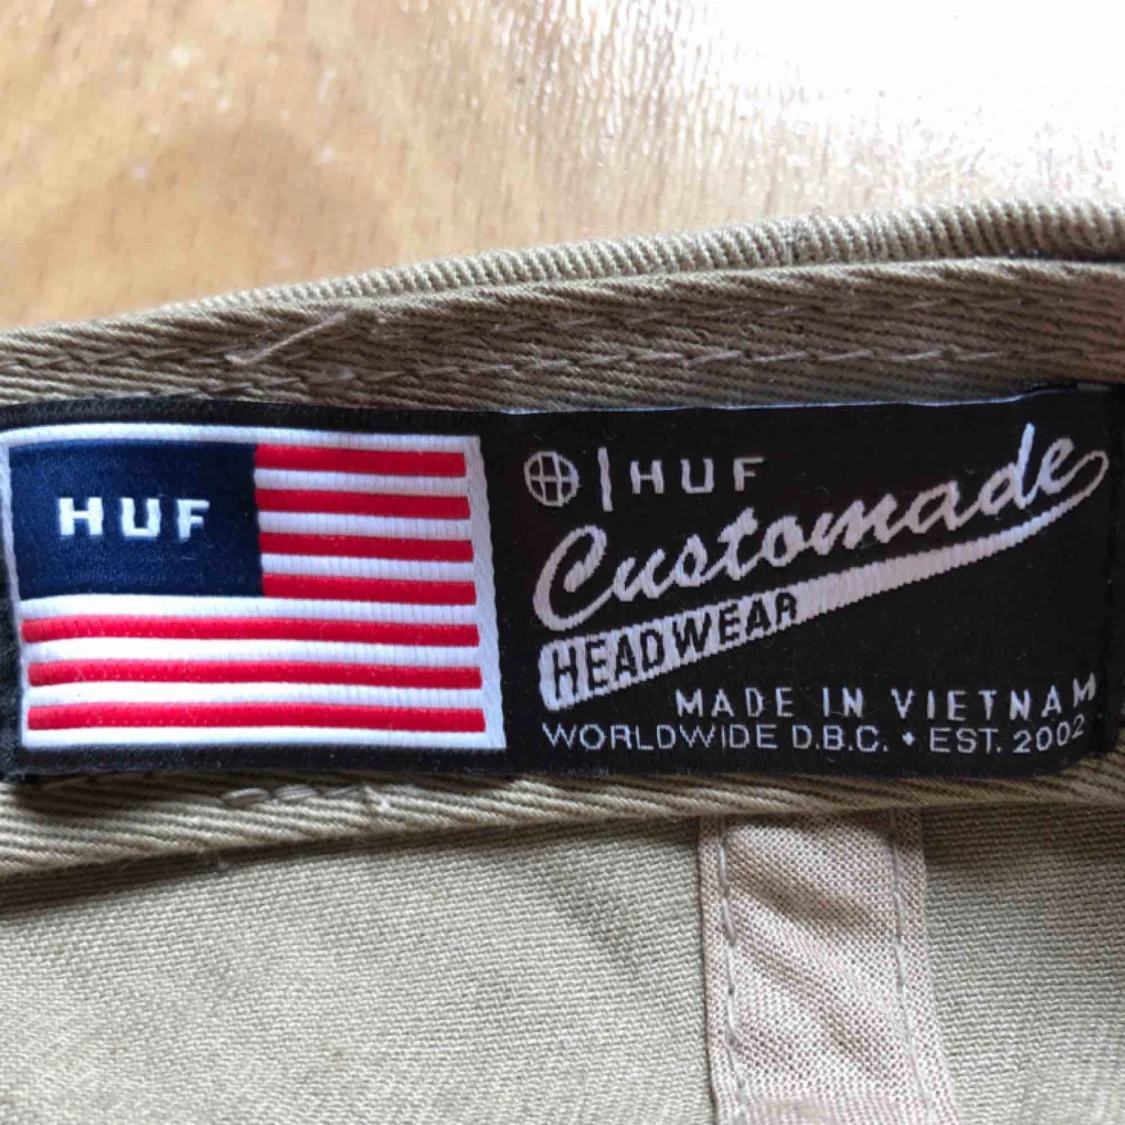 HUF
HUF
Customade
HEADWEAR
MADE IN VIETNAM
WORLDWIDE D.B.C. • EST. 2002